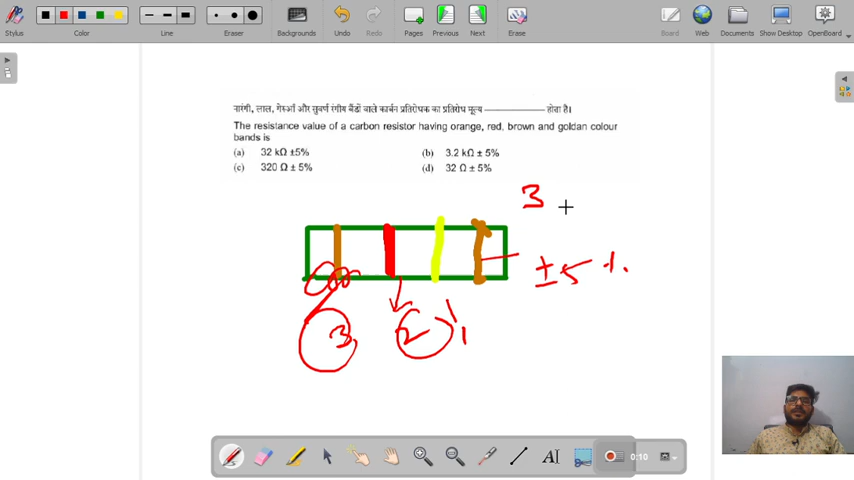 Stylus
Color
Line
Eraser
Backgrounds
Undo
Redo
Pages
Previous
Next
Erase
Board
Web
Documents
Show Desktop
OpenBoard
नारंगी, लाल, गेरूआँ और सुवर्ण रंगीय बैंडों वाले कार्बन प्रतिरोधक का प्रतिरोध मूल्य ———— होता है।
The resistance value of a carbon resistor having orange, red, brown and goldan colour
bands is
(a) 32 kΩ ±5% (b) 3.2 kΩ ± 5%
(c) 320 Ω ± 5% (d) 32 Ω ± 5%
3
±5 %
3 2 1
AI
0:10